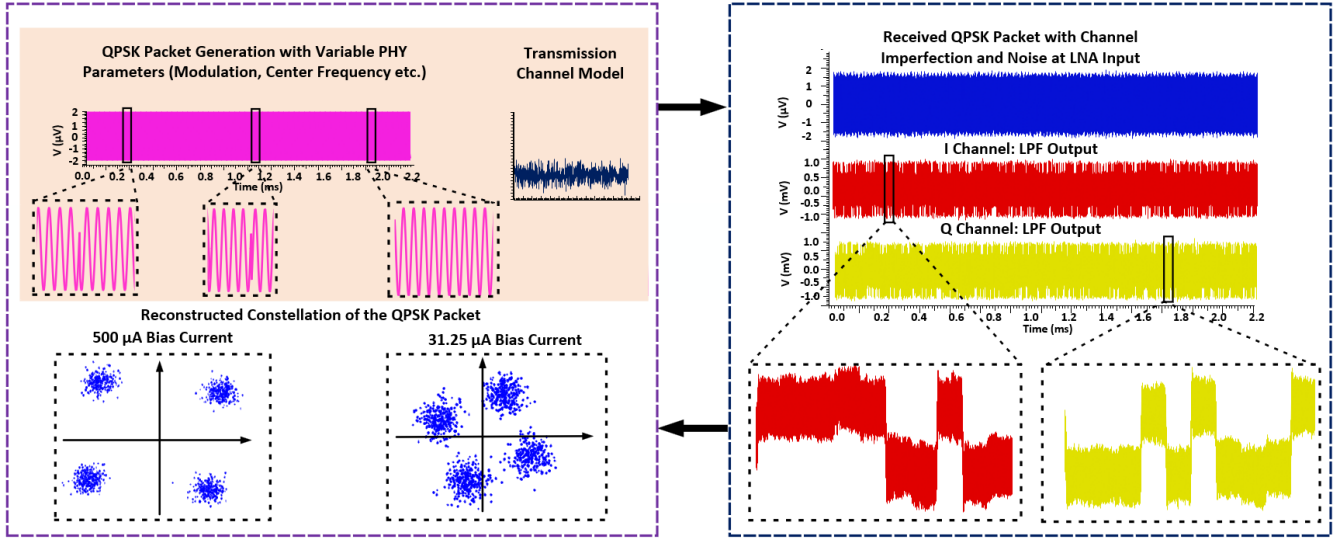 QPSK Packet Generation with Variable PHY
Parameters (Modulation, Center Frequency etc.)
Transmission
Channel Model
V (µV)
2
1
0
-1
-2
0.0 0.2 0.4 0.6 0.8 1.0 1.2 1.4 1.6 1.8 2.0 2.2
Time (ms)
Reconstructed Constellation of the QPSK Packet
500 µA Bias Current
31.25 µA Bias Current
Received QPSK Packet with Channel
Imperfection and Noise at LNA Input
V (µV)
2
1
0
-1
-2
I Channel: LPF Output
V (mV)
1.0
0.5
0.0
-0.5
-1.0
Q Channel: LPF Output
V (mV)
1.0
0.5
0.0
-0.5
-1.0
0.0 0.2 0.4 0.6 0.8 1.0 1.2 1.4 1.6 1.8 2.0 2.2
Time (ms)